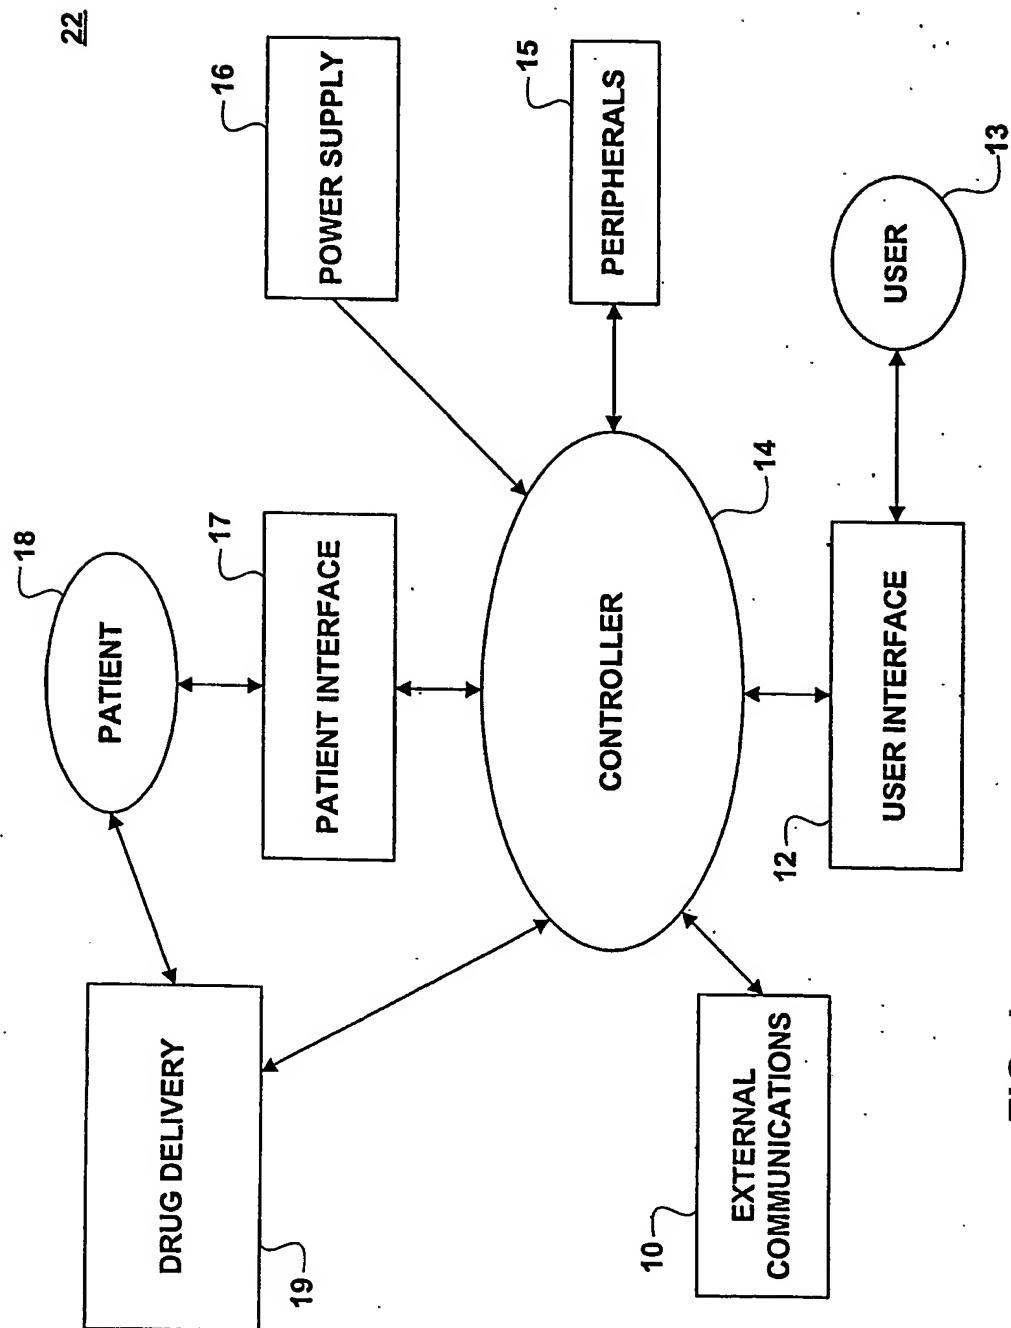 18
22
PATIENT
DRUG DELIVERY
17
16
19
PATIENT INTERFACE
POWER SUPPLY
15
CONTROLLER
PERIPHERALS
10
EXTERNAL
COMMUNICATIONS
14
12
USER INTERFACE
USER
13
FIG.